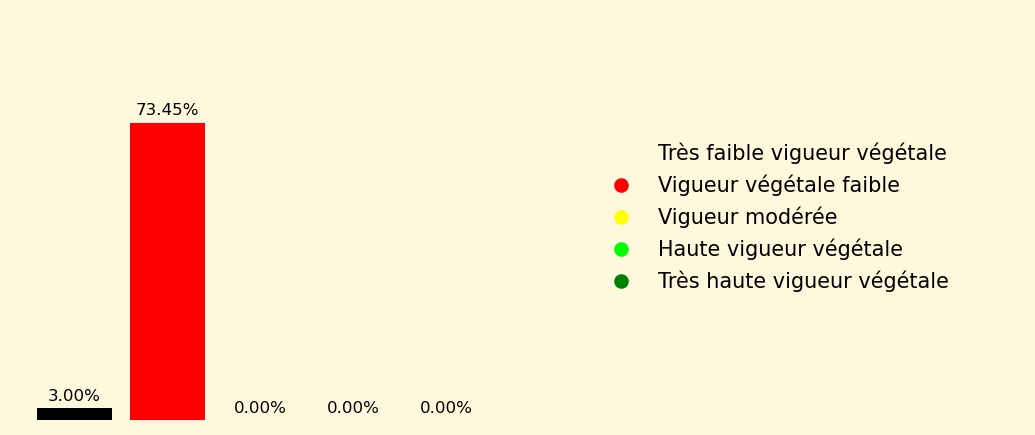 73.45%
3.00%
0.00%
0.00%
0.00%
Très faible vigueur végétale
Vigueur végétale faible
Vigueur modérée
Haute vigueur végétale
Très haute vigueur végétale